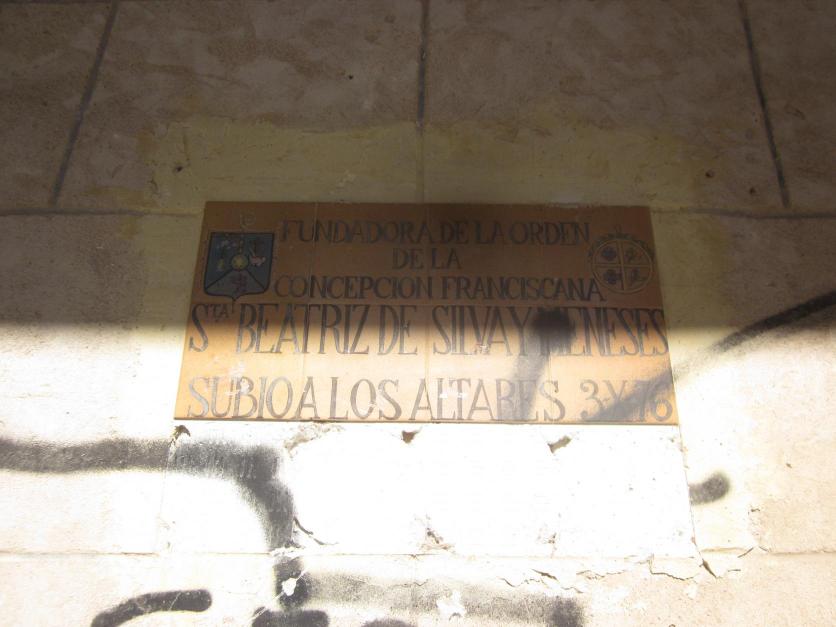 FUNDADORA DE LA ORDEN
DE LA
CONCEPCION FRANCISCANA
STA BEATRIZ DE SILVA Y MENESES
SUBIO A LOS ALTARES 3-X-76